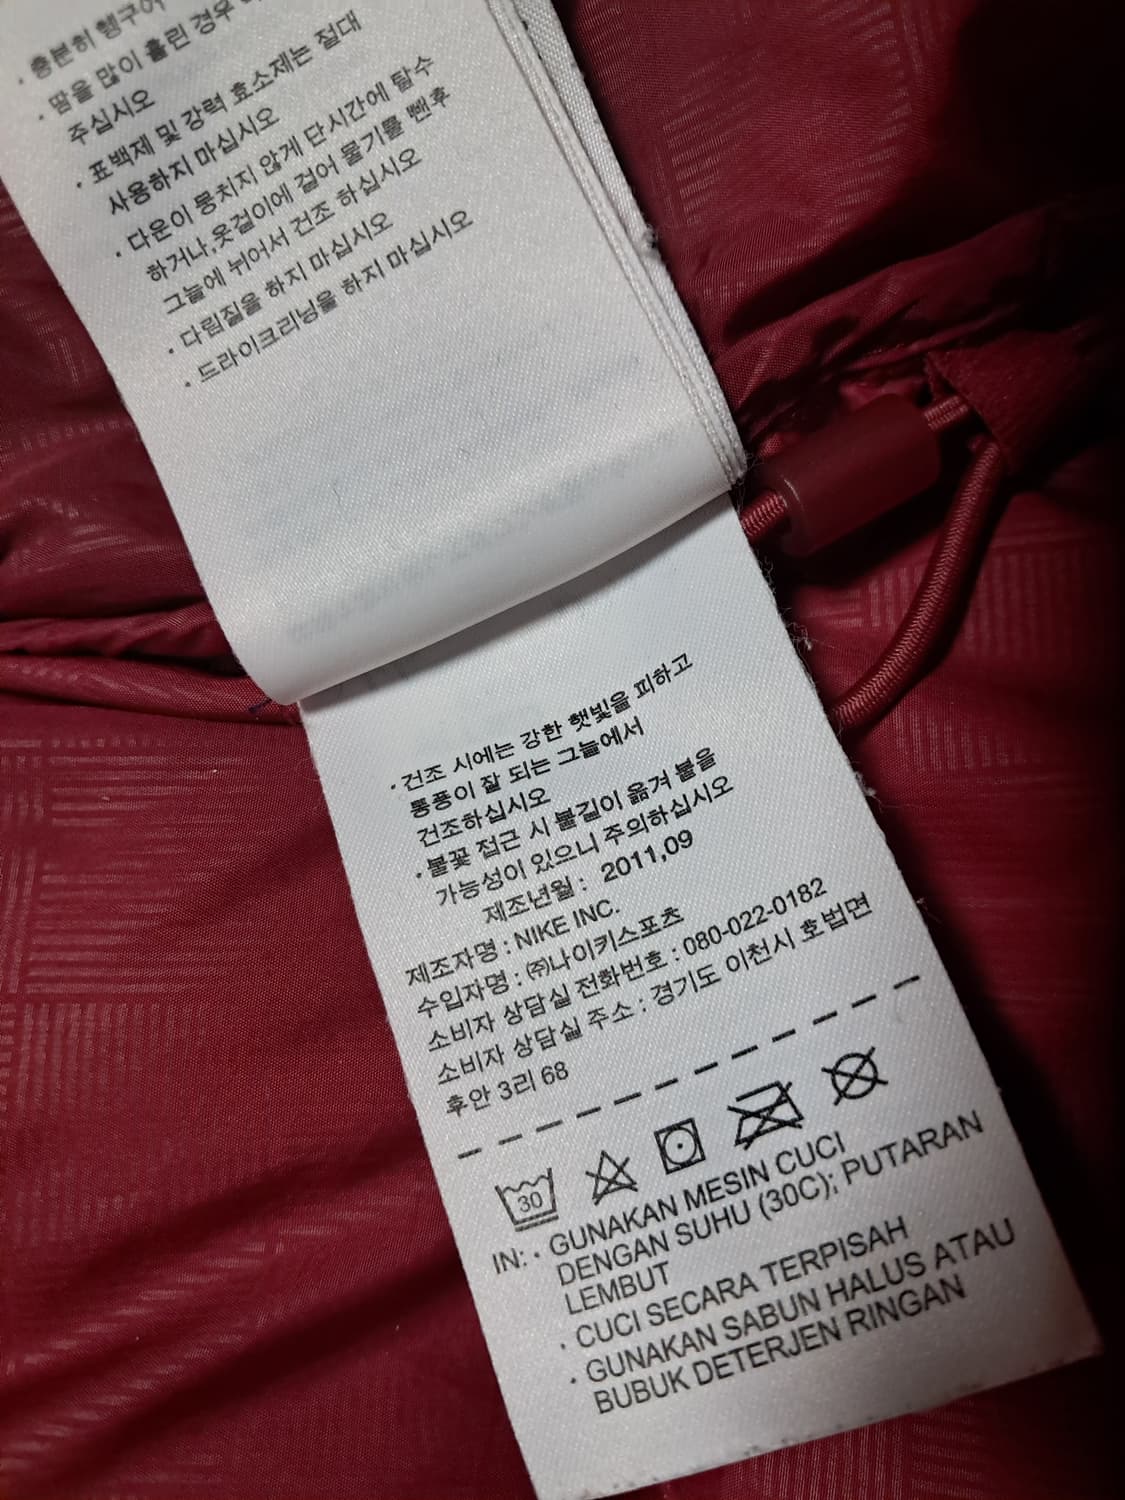 · 충분히 헹구어
· 땀을 많이 흘린 경우
주십시오
· 표백제 및 강력 효소제는 절대
사용하지 마십시오
· 다운이 뭉치지 않게 단시간에 탈수
하거나,옷걸이에 걸어 물기를 뺀후
그늘에 뉘어서 건조 하십시오
· 다림질을 하지 마십시오
· 드라이크리닝을 하지 마십시오
· 건조 시에는 강한 햇빛을 피하고
통풍이 잘 되는 그늘에서
건조하십시오
· 불꽃 접근 시 불길이 옮겨 붙을
가능성이 있으니 주의하십시오
제조년월 : 2011,09
제조자명 : NIKE INC.
수입자명 : ㈜나이키스포츠
소비자 상담실 전화번호 : 080-022-0182
소비자 상담실 주소 : 경기도 이천시 호법면
후안 3리 68
30
IN: · GUNAKAN MESIN CUCI
DENGAN SUHU (30C); PUTARAN
LEMBUT
· CUCI SECARA TERPISAH
· GUNAKAN SABUN HALUS ATAU
BUBUK DETERJEN RINGAN